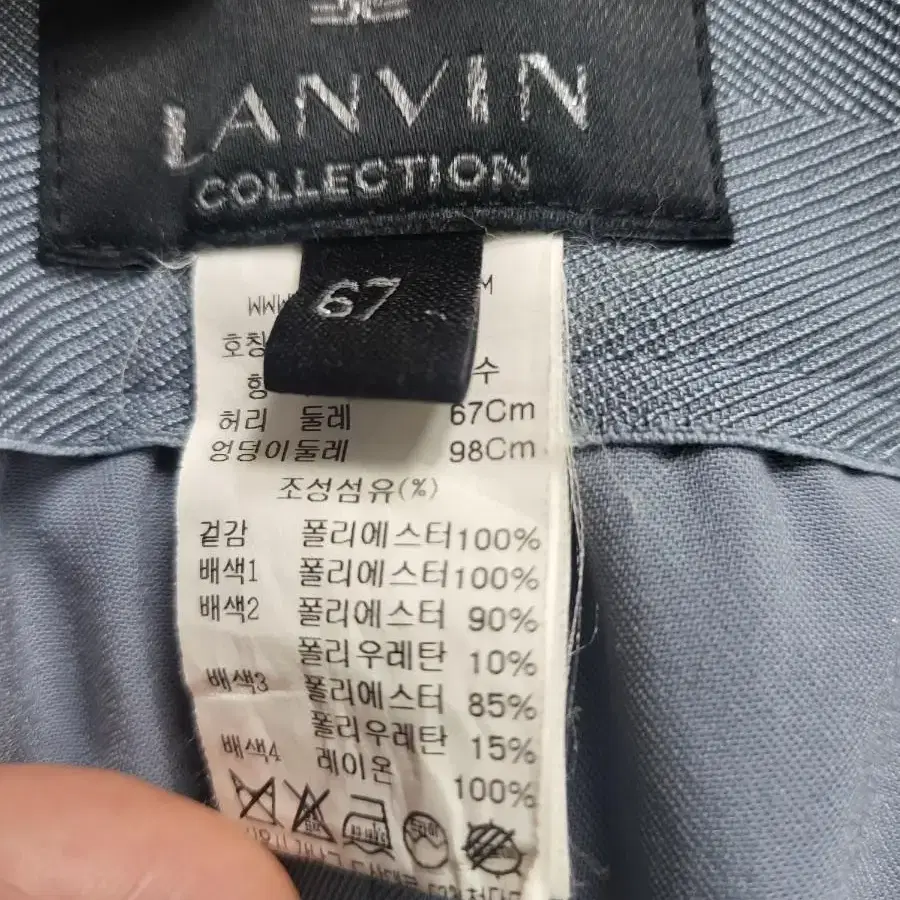 LANVIN
COLLECTION
67
호칭
수
허리 둘레 67Cm
엉덩이둘레 98Cm
조성섬유(%)
겉감 폴리에스터100%
배색1 폴리에스터100%
배색2 폴리에스터 90%
폴리우레탄 10%
배색3 폴리에스터 85%
폴리우레탄 15%
배색4 레이온 100%